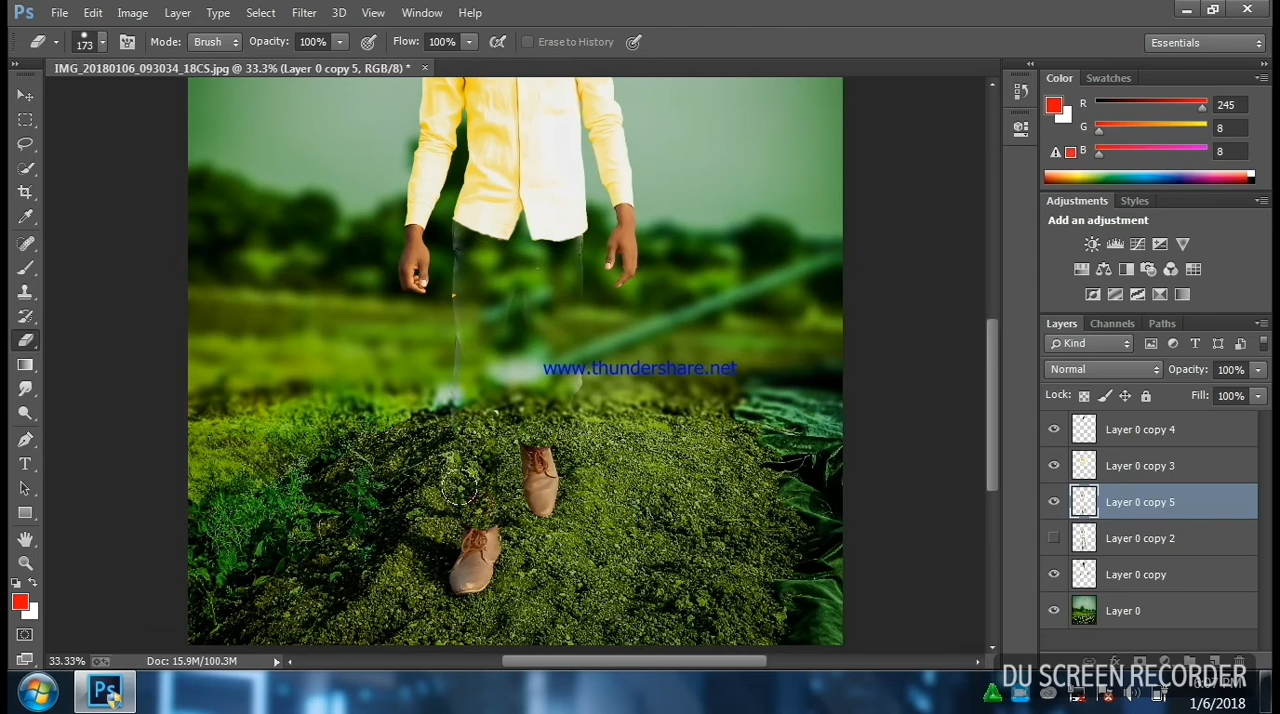 Ps File Edit Image Layer Type Select Filter 3D View Window Help
173 Mode: Brush Opacity: 100% Flow: 100% Erase to History Essentials
IMG_20180106_093034_18CS.jpg @ 33.3% (Layer 0 copy 5, RGB/8) *
Color Swatches
R 245
G 8
B 8
Adjustments Styles
Add an adjustment
Layers Channels Paths
Kind
Normal Opacity: 100%
Lock: Fill: 100%
Layer 0 copy 4
Layer 0 copy 3
Layer 0 copy 5
Layer 0 copy 2
Layer 0 copy
Layer 0
www.thundershare.net
33.33% Doc: 15.9M/100.3M
DU SCREEN RECORDER
Ps
1/6/2018